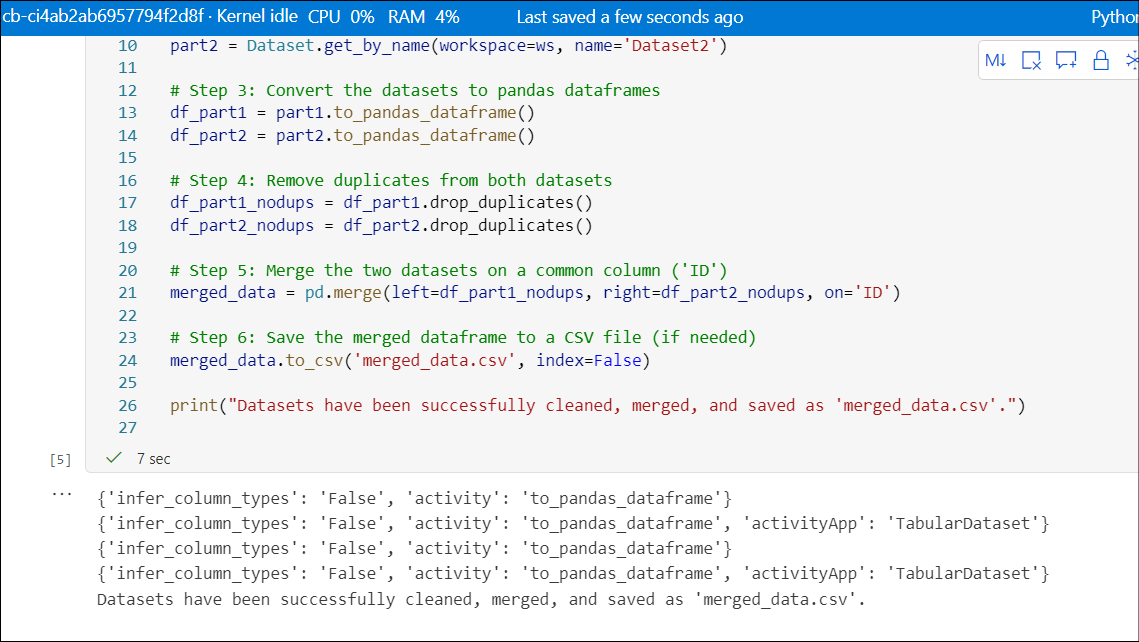 cb-ci4ab2ab6957794f2d8f · Kernel idle CPU 0% RAM 4% Last saved a few seconds ago
10 part2 = Dataset.get_by_name(workspace=ws, name='Dataset2')
M↓
11
12 # Step 3: Convert the datasets to pandas dataframes
13 df_part1 = part1.to_pandas_dataframe()
14 df_part2 = part2.to_pandas_dataframe()
15
16 # Step 4: Remove duplicates from both datasets
17 df_part1_nodups = df_part1.drop_duplicates()
18 df_part2_nodups = df_part2.drop_duplicates()
19
20 # Step 5: Merge the two datasets on a common column ('ID')
21 merged_data = pd.merge(left=df_part1_nodups, right=df_part2_nodups, on='ID')
22
23 # Step 6: Save the merged dataframe to a CSV file (if needed)
24 merged_data.to_csv('merged_data.csv', index=False)
25
26 print("Datasets have been successfully cleaned, merged, and saved as 'merged_data.csv'.")
27
[5] ✓ 7 sec
... {'infer_column_types': 'False', 'activity': 'to_pandas_dataframe'}
{'infer_column_types': 'False', 'activity': 'to_pandas_dataframe', 'activityApp': 'TabularDataset'}
{'infer_column_types': 'False', 'activity': 'to_pandas_dataframe'}
{'infer_column_types': 'False', 'activity': 'to_pandas_dataframe', 'activityApp': 'TabularDataset'}
Datasets have been successfully cleaned, merged, and saved as 'merged_data.csv'.